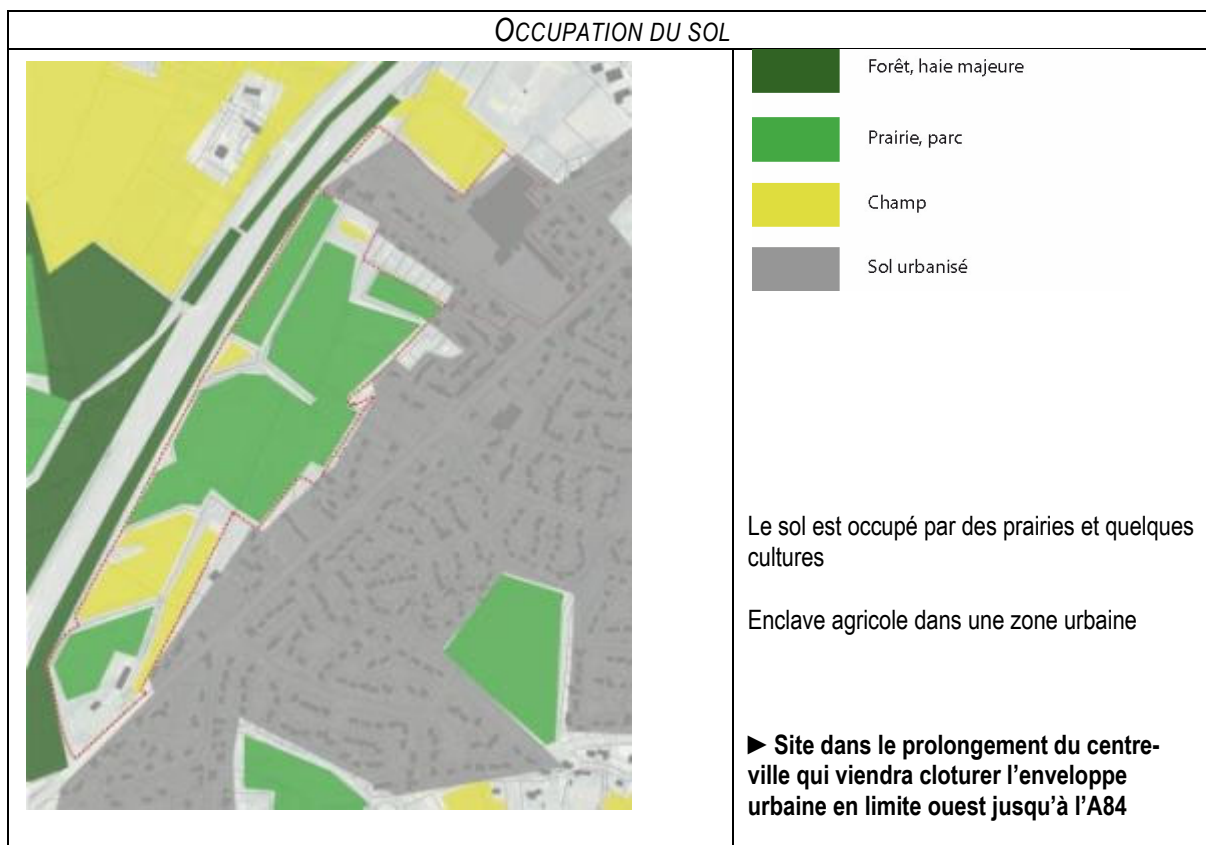 OCCUPATION DU SOL
Forêt, haie majeure
Prairie, parc
Champ
Sol urbanisé
Le sol est occupé par des prairies et quelques
cultures
Enclave agricole dans une zone urbaine
► Site dans le prolongement du centre-
ville qui viendra cloturer l’enveloppe
urbaine en limite ouest jusqu’à l’A84